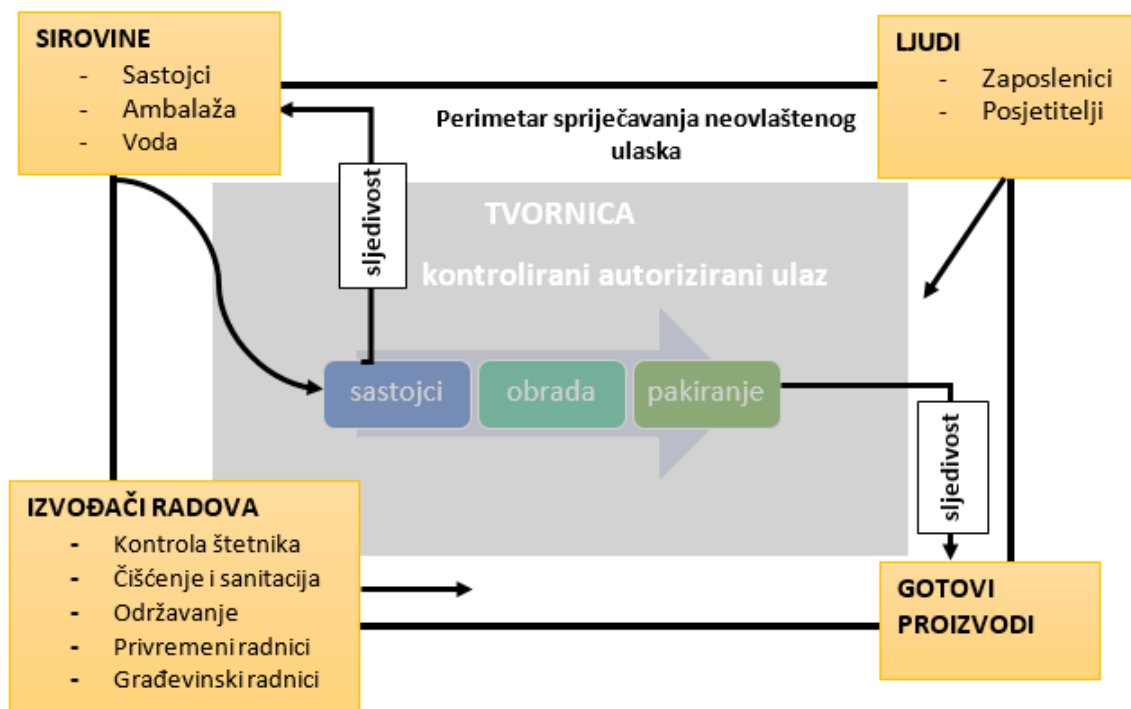 SIROVINE
- Sastojci
- Ambalaža
- Voda
LJUDI
- Zaposlenici
- Posjetitelji
Perimetar spriječavanja neovlaštenog
ulaska
sljedivost
TVORNICA
kontrolirani autorizirani ulaz
sastojci
obrada
pakiranje
sljedivost
IZVOĐAČI RADOVA
- Kontrola štetnika
- Čišćenje i sanitacija
- Održavanje
- Privremeni radnici
- Građevinski radnici
GOTOVI
PROIZVODI